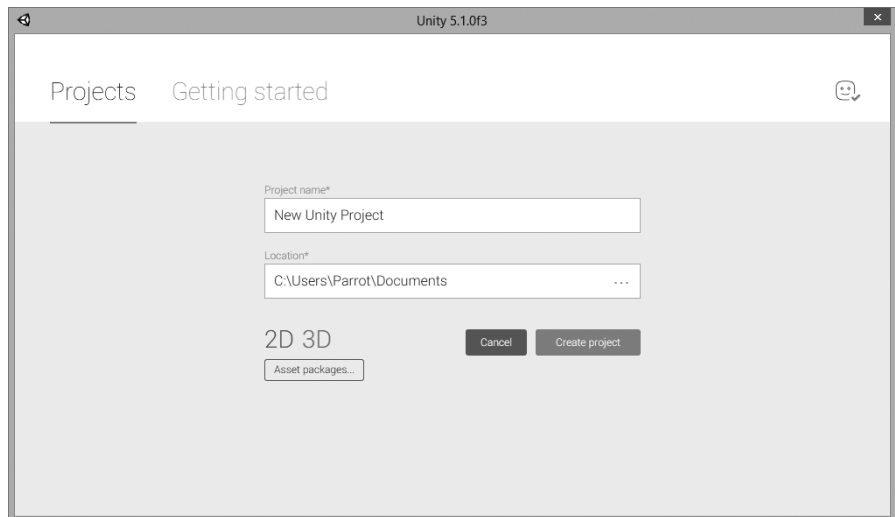 Unity 5.1.0f3
Projects Getting started
Project name*
New Unity Project
Location*
C:\Users\Parrot\Documents ---
2D 3D Cancel Create project
Asset packages...